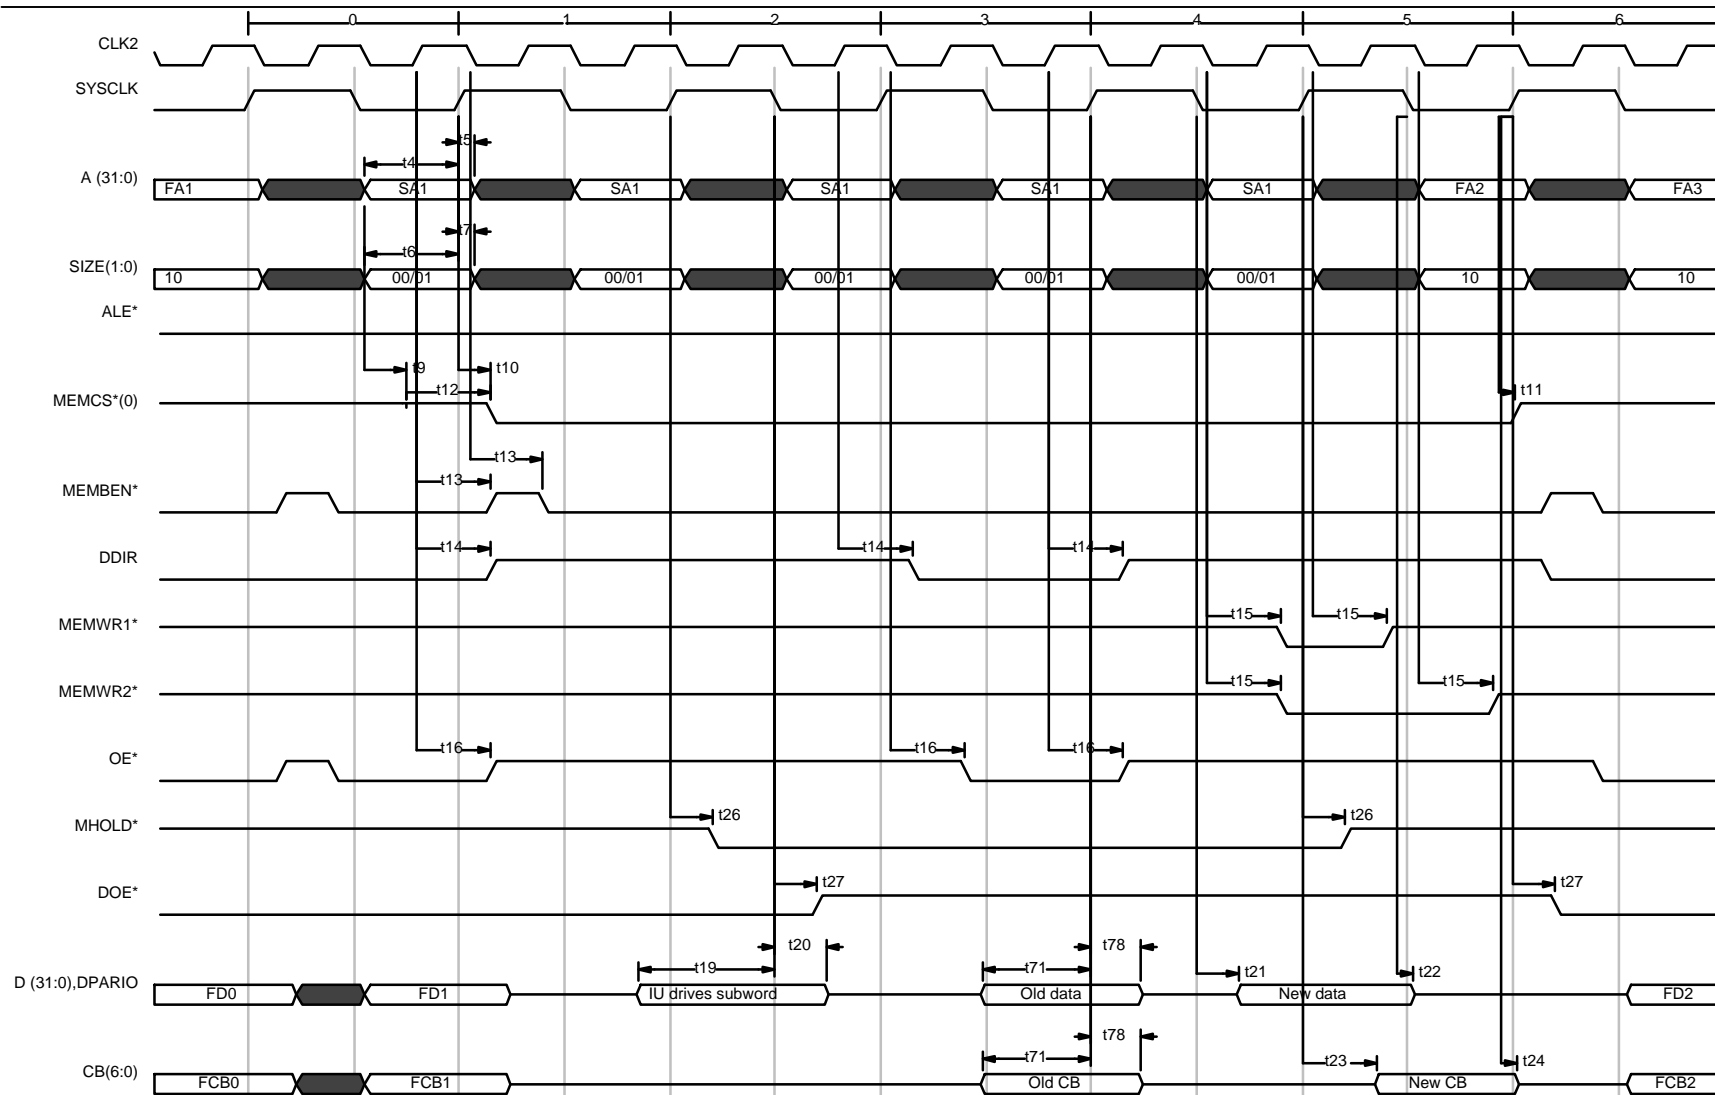 0 1 2 3 4 5 6
CLK2
SYSCLK
t5
t4
A (31:0) FA1 SA1 SA1 SA1 SA1 SA1 FA2 FA3
t7
t6
SIZE(1:0) 10 00/01 00/01 00/01 00/01 00/01 10 10
ALE*
t9 t10
t12 t11
MEMCS*(0)
t13
t13
MEMBEN*
t14 t14 t14
DDIR
t15 t15
MEMWR1*
t15 t15
MEMWR2*
t16 t16 t16
OE*
t26 t26
MHOLD*
t27 t27
DOE*
t20 t78
t19 t71 t21 t22
D (31:0),DPARIO FD0 FD1 IU drives subword Old data New data FD2
t78
t71 t23 t24
CB(6:0) FCB0 FCB1 Old CB New CB FCB2